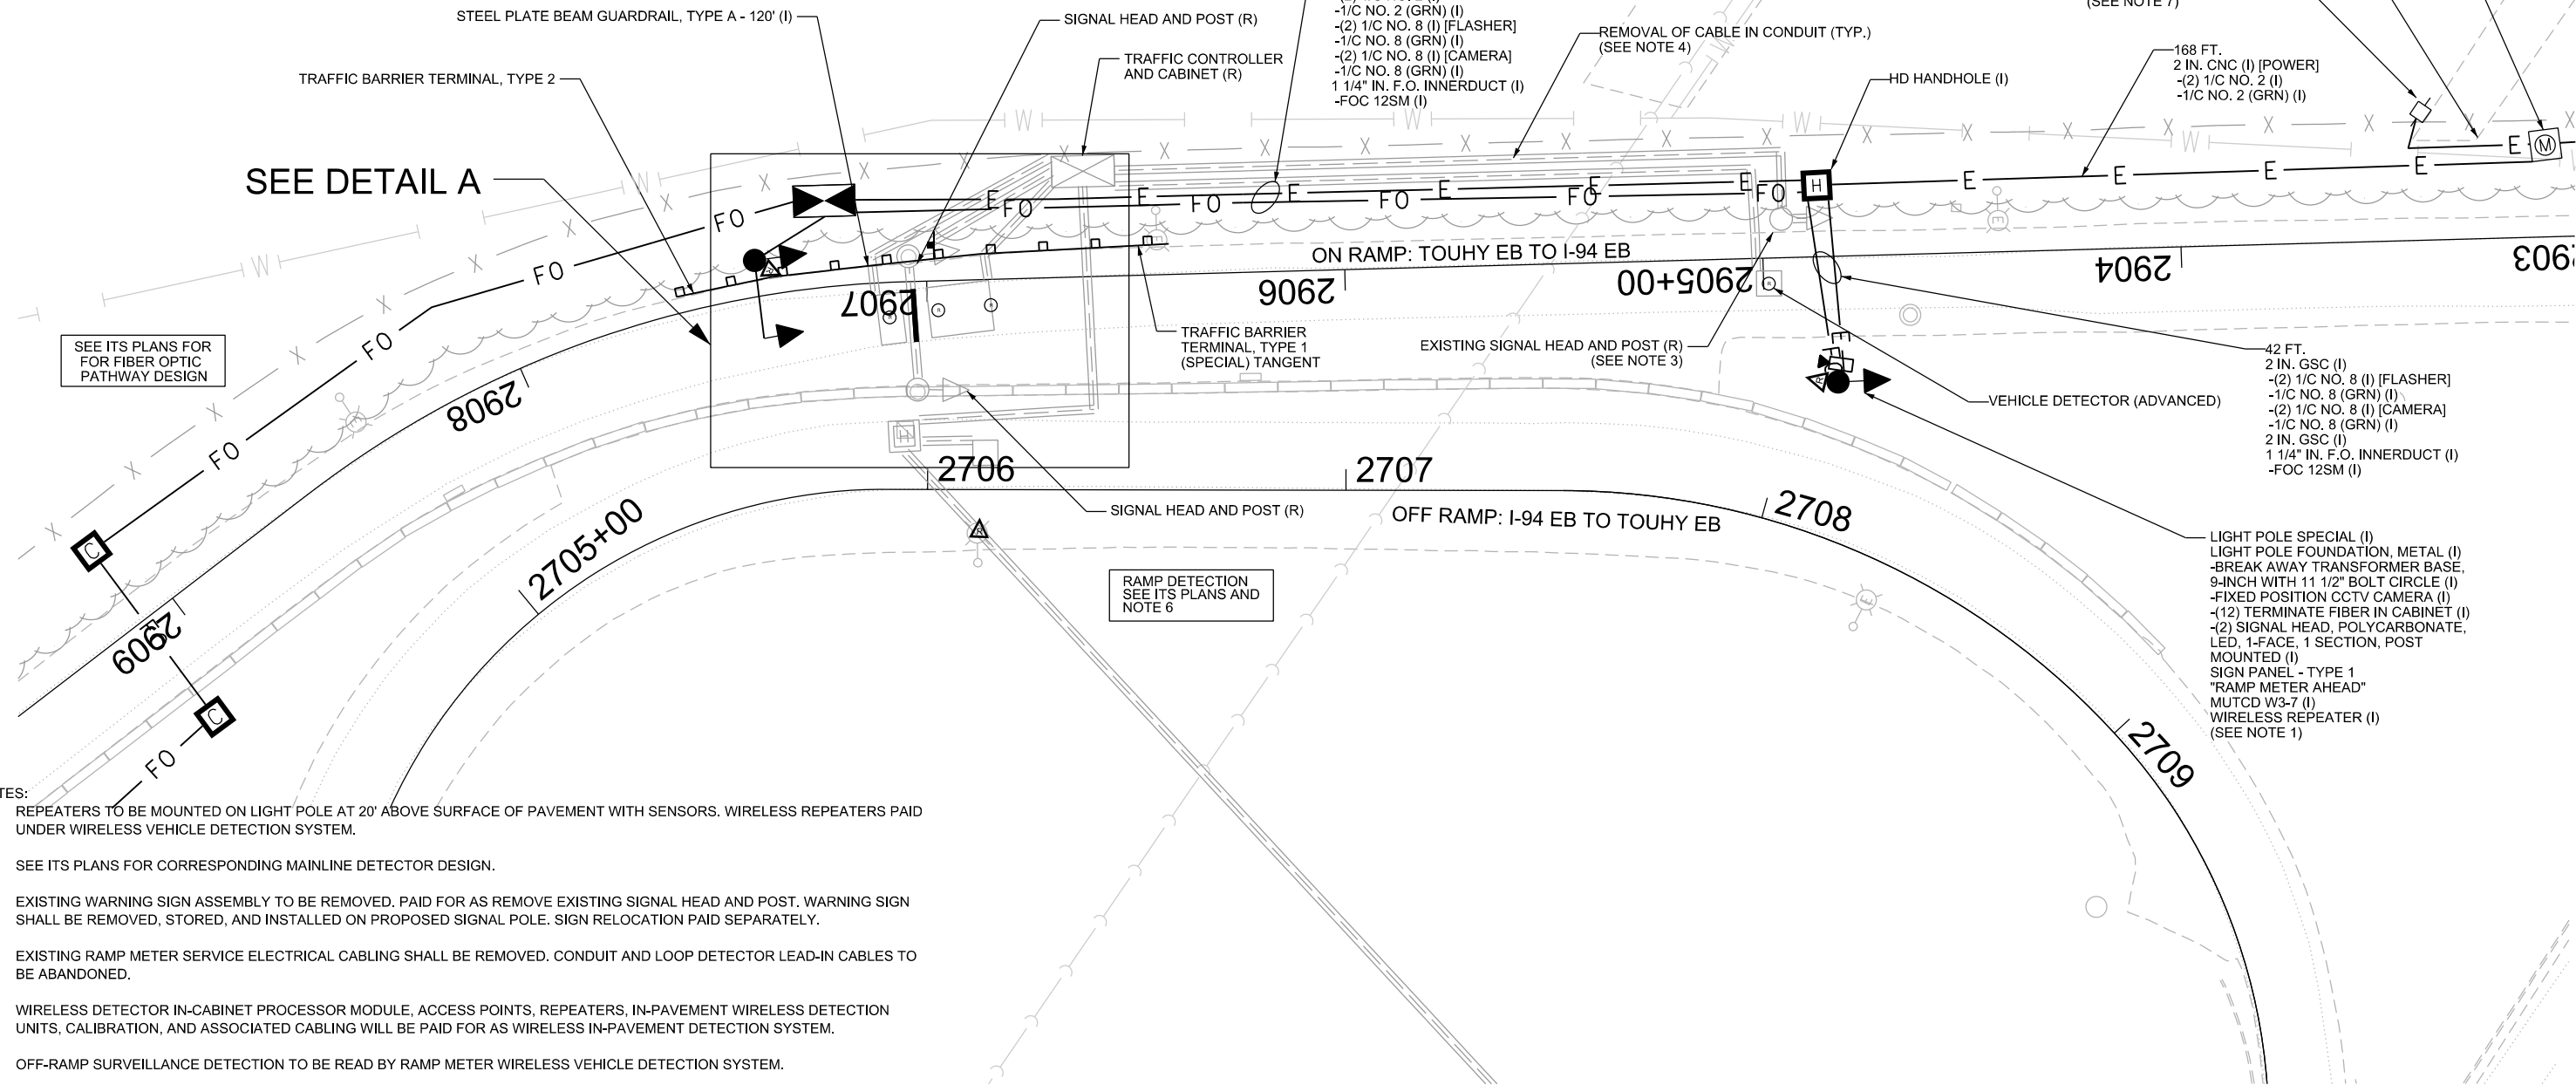 STEEL PLATE BEAM GUARDRAIL, TYPE A - 120' (I)
TRAFFIC BARRIER TERMINAL, TYPE 2
SEE DETAIL A
SIGNAL HEAD AND POST (R)
TRAFFIC CONTROLLER
AND CABINET (R)
-1/C NO. 2 (GRN) (I)
-(2) 1/C NO. 8 (I) [FLASHER]
-1/C NO. 8 (GRN) (I)
-(2) 1/C NO. 8 (I) [CAMERA]
-1/C NO. 8 (GRN) (I)
1 1/4" IN. F.O. INNERDUCT (I)
-FOC 12SM (I)
REMOVAL OF CABLE IN CONDUIT (TYP.)
(SEE NOTE 4)
HD HANDHOLE (I)
(SEE NOTE 7)
168 FT.
2 IN. CNC (I) [POWER]
-(2) 1/C NO. 2 (I)
-1/C NO. 2 (GRN) (I)
W W W W W W
X X X X X X X X X X X X X X X X
E E E E E E E E E
FO FO FO FO FO FO FO FO FO FO
H
M
ON RAMP: TOUHY EB TO I-94 EB
2909
2908
2907
2906
2905+00
2904
2903
SEE ITS PLANS FOR
FOR FIBER OPTIC
PATHWAY DESIGN
TRAFFIC BARRIER
TERMINAL, TYPE 1
(SPECIAL) TANGENT
EXISTING SIGNAL HEAD AND POST (R)
(SEE NOTE 3)
VEHICLE DETECTOR (ADVANCED)
42 FT.
2 IN. GSC (I)
-(2) 1/C NO. 8 (I) [FLASHER]
-1/C NO. 8 (GRN) (I)
-(2) 1/C NO. 8 (I) [CAMERA]
-1/C NO. 8 (GRN) (I)
2 IN. GSC (I)
1 1/4" IN. F.O. INNERDUCT (I)
-FOC 12SM (I)
2705+00
2706
2707
2708
2709
SIGNAL HEAD AND POST (R)
OFF RAMP: I-94 EB TO TOUHY EB
C
C
RAMP DETECTION
SEE ITS PLANS AND
NOTE 6
LIGHT POLE SPECIAL (I)
LIGHT POLE FOUNDATION, METAL (I)
-BREAK AWAY TRANSFORMER BASE,
9-INCH WITH 11 1/2" BOLT CIRCLE (I)
-FIXED POSITION CCTV CAMERA (I)
-(12) TERMINATE FIBER IN CABINET (I)
-(2) SIGNAL HEAD, POLYCARBONATE,
LED, 1-FACE, 1 SECTION, POST
MOUNTED (I)
SIGN PANEL - TYPE 1
"RAMP METER AHEAD"
MUTCD W3-7 (I)
WIRELESS REPEATER (I)
(SEE NOTE 1)
TES:
REPEATERS TO BE MOUNTED ON LIGHT POLE AT 20' ABOVE SURFACE OF PAVEMENT WITH SENSORS. WIRELESS REPEATERS PAID
UNDER WIRELESS VEHICLE DETECTION SYSTEM.
SEE ITS PLANS FOR CORRESPONDING MAINLINE DETECTOR DESIGN.
EXISTING WARNING SIGN ASSEMBLY TO BE REMOVED. PAID FOR AS REMOVE EXISTING SIGNAL HEAD AND POST. WARNING SIGN
SHALL BE REMOVED, STORED, AND INSTALLED ON PROPOSED SIGNAL POLE. SIGN RELOCATION PAID SEPARATELY.
EXISTING RAMP METER SERVICE ELECTRICAL CABLING SHALL BE REMOVED. CONDUIT AND LOOP DETECTOR LEAD-IN CABLES TO
BE ABANDONED.
WIRELESS DETECTOR IN-CABINET PROCESSOR MODULE, ACCESS POINTS, REPEATERS, IN-PAVEMENT WIRELESS DETECTION
UNITS, CALIBRATION, AND ASSOCIATED CABLING WILL BE PAID FOR AS WIRELESS IN-PAVEMENT DETECTION SYSTEM.
OFF-RAMP SURVEILLANCE DETECTION TO BE READ BY RAMP METER WIRELESS VEHICLE DETECTION SYSTEM.